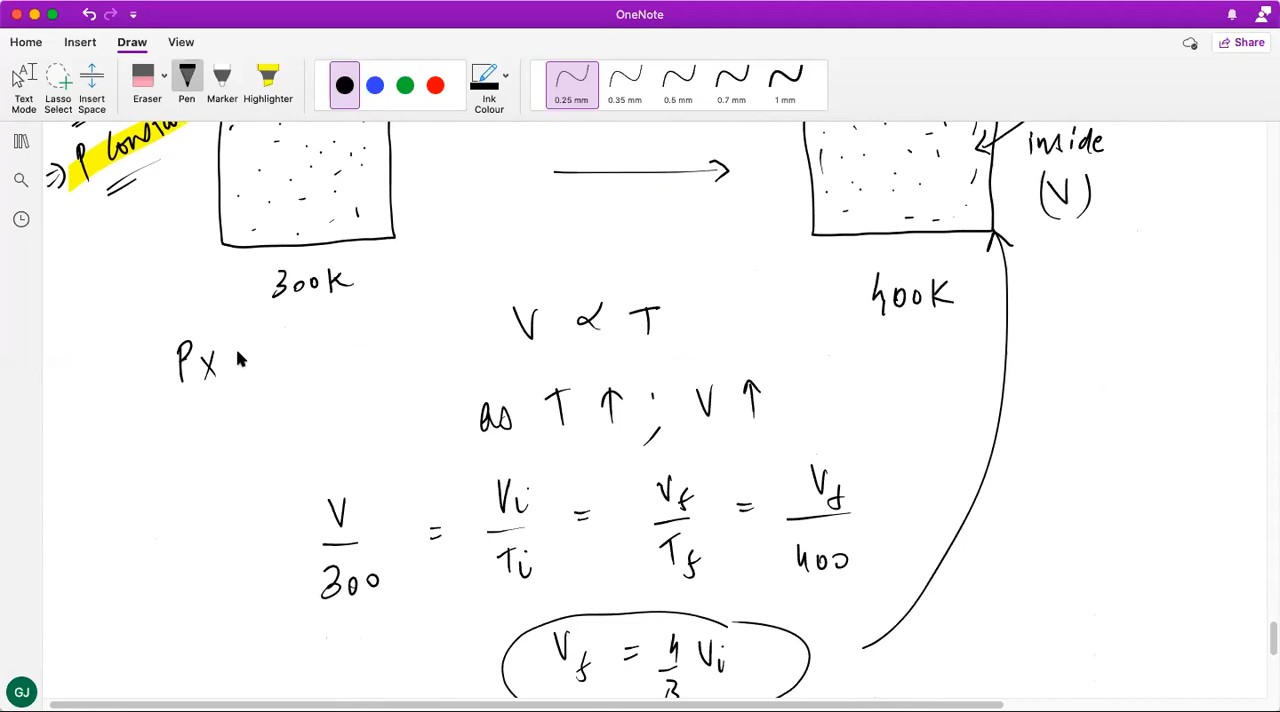 OneNote
Home Insert Draw View
Share
Text Mode
Lasso Select
Insert Space
Eraser
Pen
Marker
Highlighter
Ink Colour
0.25 mm
0.35 mm
0.5 mm
0.7 mm
1 mm
⇒ P Consta
inside
(V)
300K
400K
V ∝ T
P X
as T ↑ ; V ↑
V/300 = Vi/Ti = Vf/Tf = Vf/400
Vf = 4/3 Vi
GJ